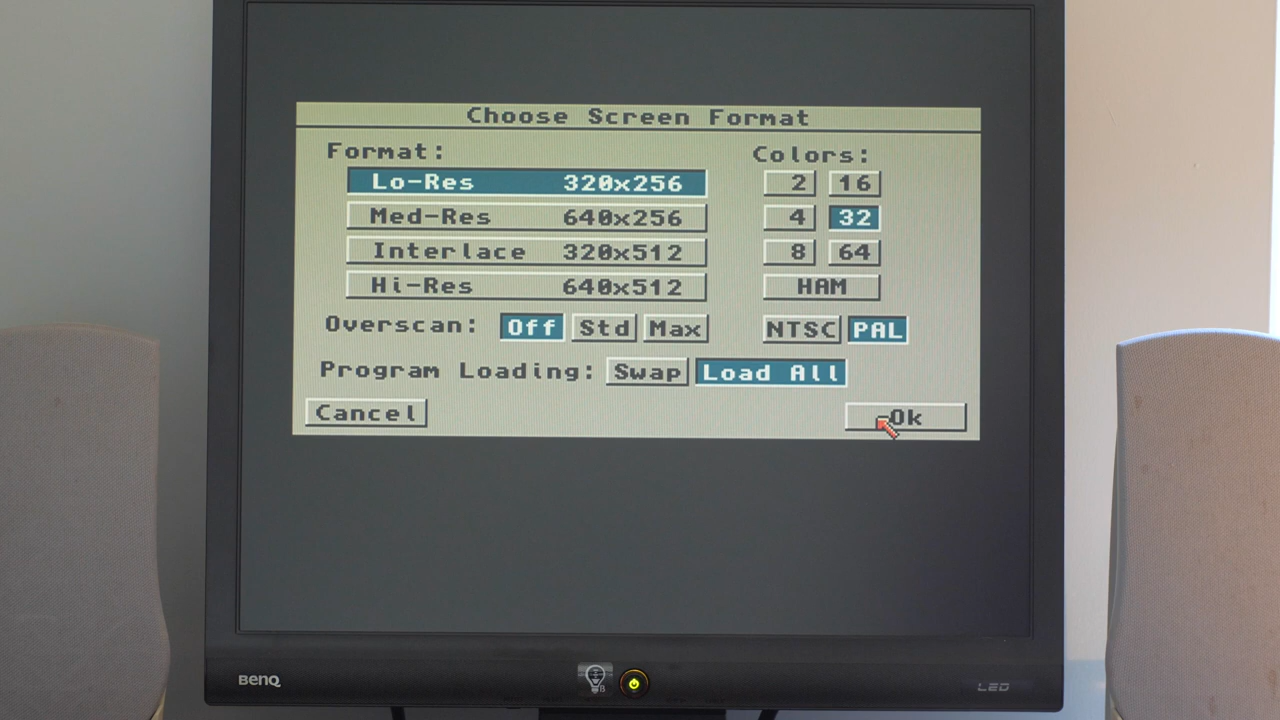 Choose Screen Format
Format:
Colors:
Lo-Res 320x256
2 16
Med-Res 640x256
4 32
Interlace 320x512
8 64
Hi-Res 640x512
HAM
Overscan: Off Std Max
NTSC PAL
Program Loading: Swap Load All
Cancel
Ok
BenQ
LED